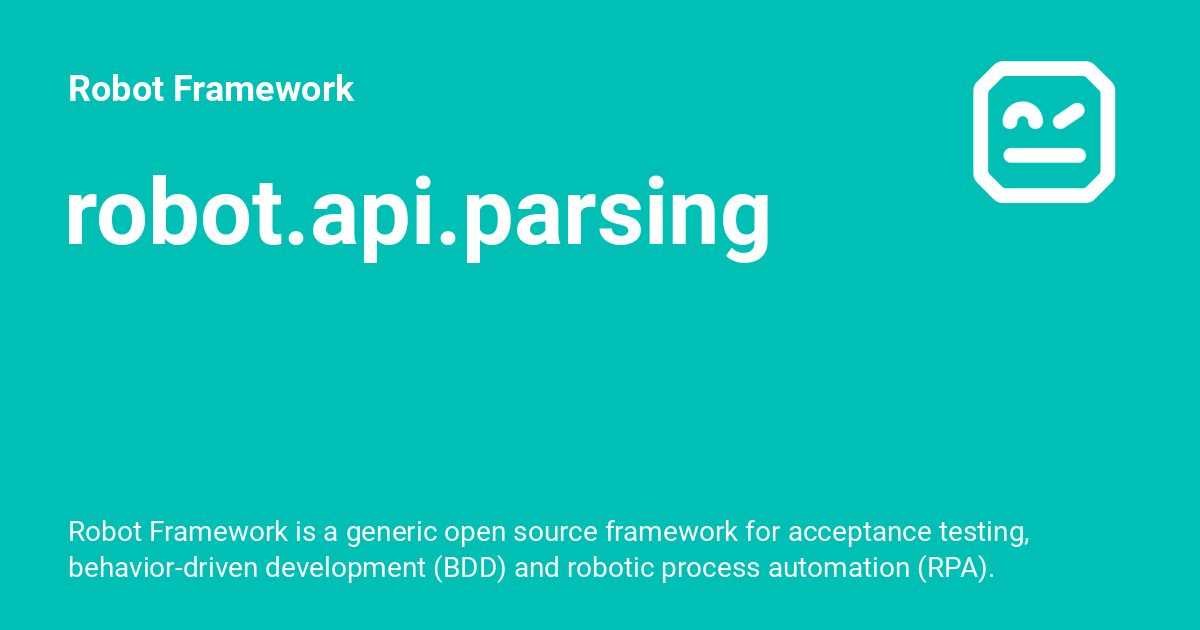 Robot Framework
robot.api.parsing
Robot Framework is a generic open source framework for acceptance testing,
behavior-driven development (BDD) and robotic process automation (RPA).